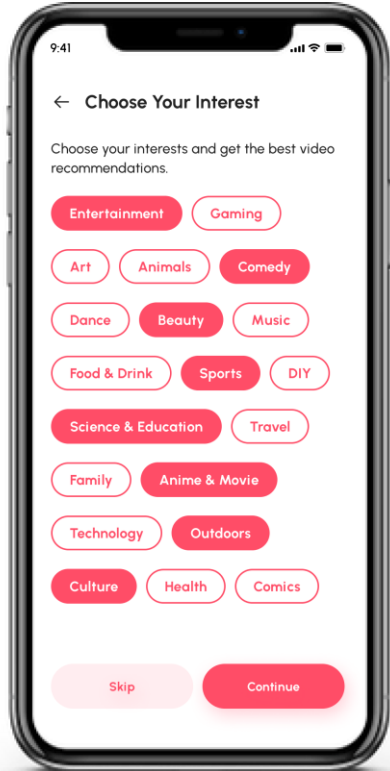 9:41
Choose Your Interest
Choose your interests and get the best video
recommendations.
Entertainment Gaming
Art Animals Comedy
Dance Beauty Music
Food & Drink Sports DIY
Science & Education Travel
Family Anime & Movie
Technology Outdoors
Culture Health Comics
Skip Continue